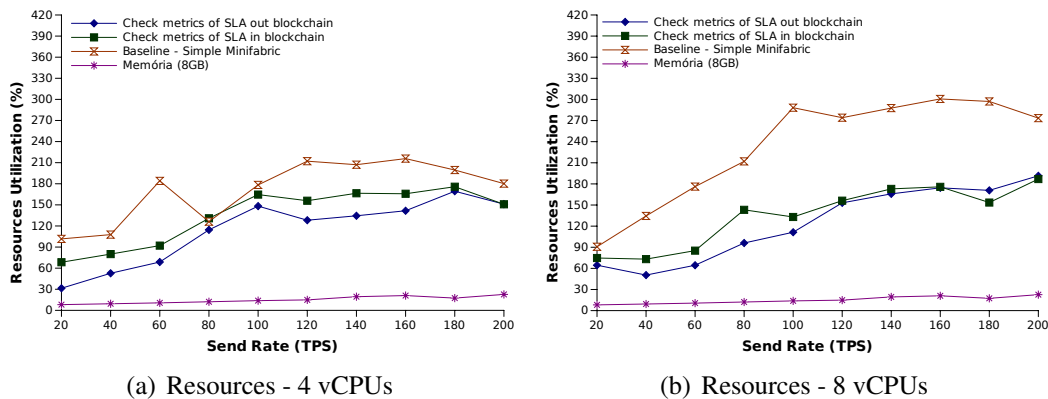 420
390
360
330
300
270
240
210
180
150
120
90
60
30
0
Resources Utilization (%)
Check metrics of SLA out blockchain
Check metrics of SLA in blockchain
Baseline - Simple Minifabric
Memória (8GB)
20 40 60 80 100 120 140 160 180 200
Send Rate (TPS)
(a) Resources - 4 vCPUs
420
390
360
330
300
270
240
210
180
150
120
90
60
30
0
Resources Utilization (%)
Check metrics of SLA out blockchain
Check metrics of SLA in blockchain
Baseline - Simple Minifabric
Memória (8GB)
20 40 60 80 100 120 140 160 180 200
Send Rate (TPS)
(b) Resources - 8 vCPUs